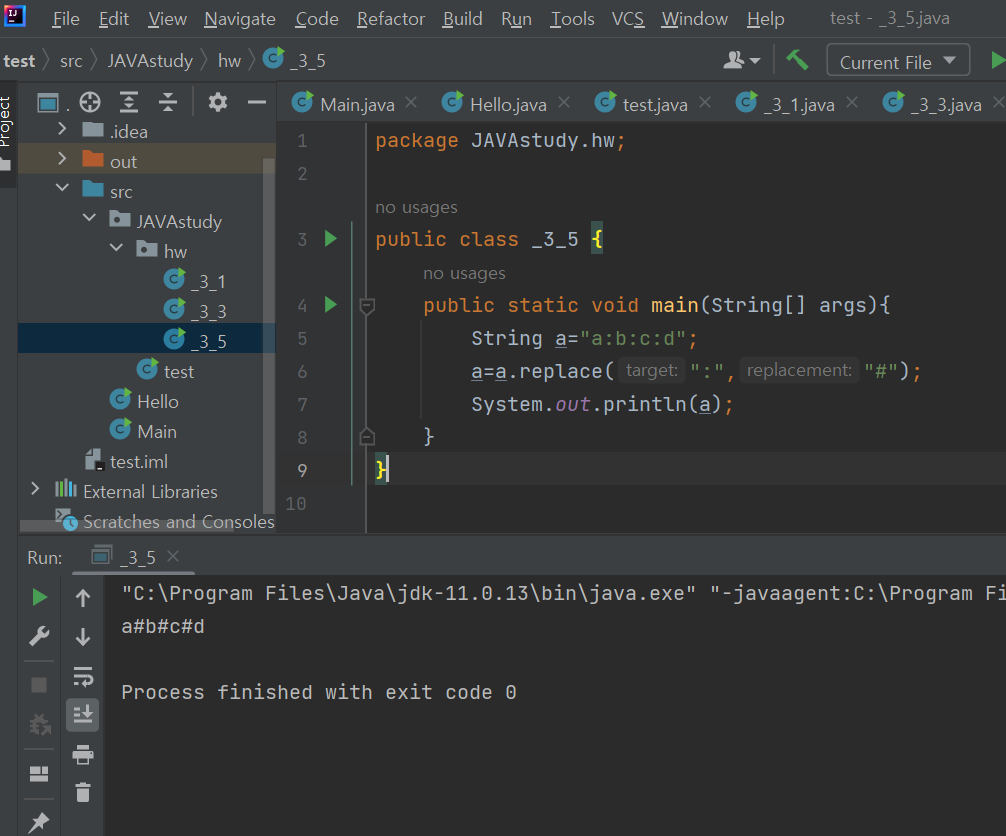 File Edit View Navigate Code Refactor Build Run Tools VCS Window Help test - _3_5.java
test src JAVAstudy hw _3_5 Current File
Project
Main.java Hello.java test.java _3_1.java _3_3.java
.idea
out
src
JAVAstudy
hw
_3_1
_3_3
_3_5
test
Hello
Main
test.iml
External Libraries
Scratches and Consoles
1 package JAVAstudy.hw;
2
no usages
3 public class _3_5 {
no usages
4 public static void main(String[] args){
5 String a="a:b:c:d";
6 a=a.replace( target: ":", replacement: "#");
7 System.out.println(a);
8 }
9 }
10
Run: _3_5
"C:\Program Files\Java\jdk-11.0.13\bin\java.exe" "-javaagent:C:\Program Fi
a#b#c#d
Process finished with exit code 0